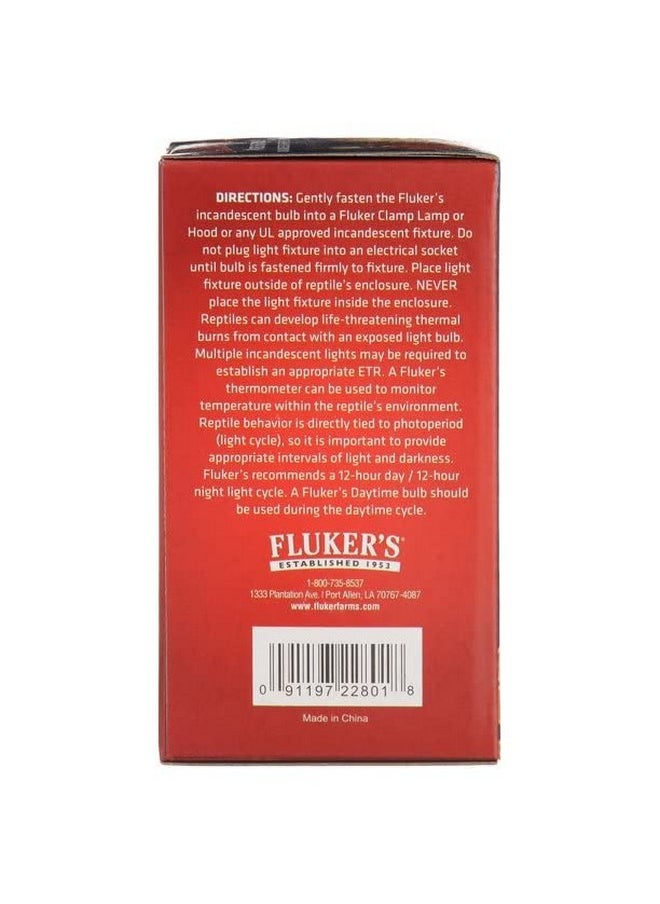 DIRECTIONS: Gently fasten the Fluker's
incandescent bulb into a Fluker Clamp Lamp or
Hood or any UL approved incandescent fixture. Do
not plug light fixture into an electrical socket
until bulb is fastened firmly to fixture. Place light
fixture outside of reptile's enclosure. NEVER
place the light fixture inside the enclosure.
Reptiles can develop life-threatening thermal
burns from contact with an exposed light bulb.
Multiple incandescent lights may be required to
establish an appropriate ETR. A Fluker's
thermometer can be used to monitor
temperature within the reptile's environment.
Reptile behavior is directly tied to photoperiod
(light cycle), so it is important to provide
appropriate intervals of light and darkness.
Fluker's recommends a 12-hour day / 12-hour
night light cycle. A Fluker's Daytime bulb should
be used during the daytime cycle.
FLUKER'S®
ESTABLISHED 1953
1-800-735-8537
1333 Plantation Ave. | Port Allen, LA 70767-4087
www.flukerfarms.com
0 91197 22801 8
Made in China